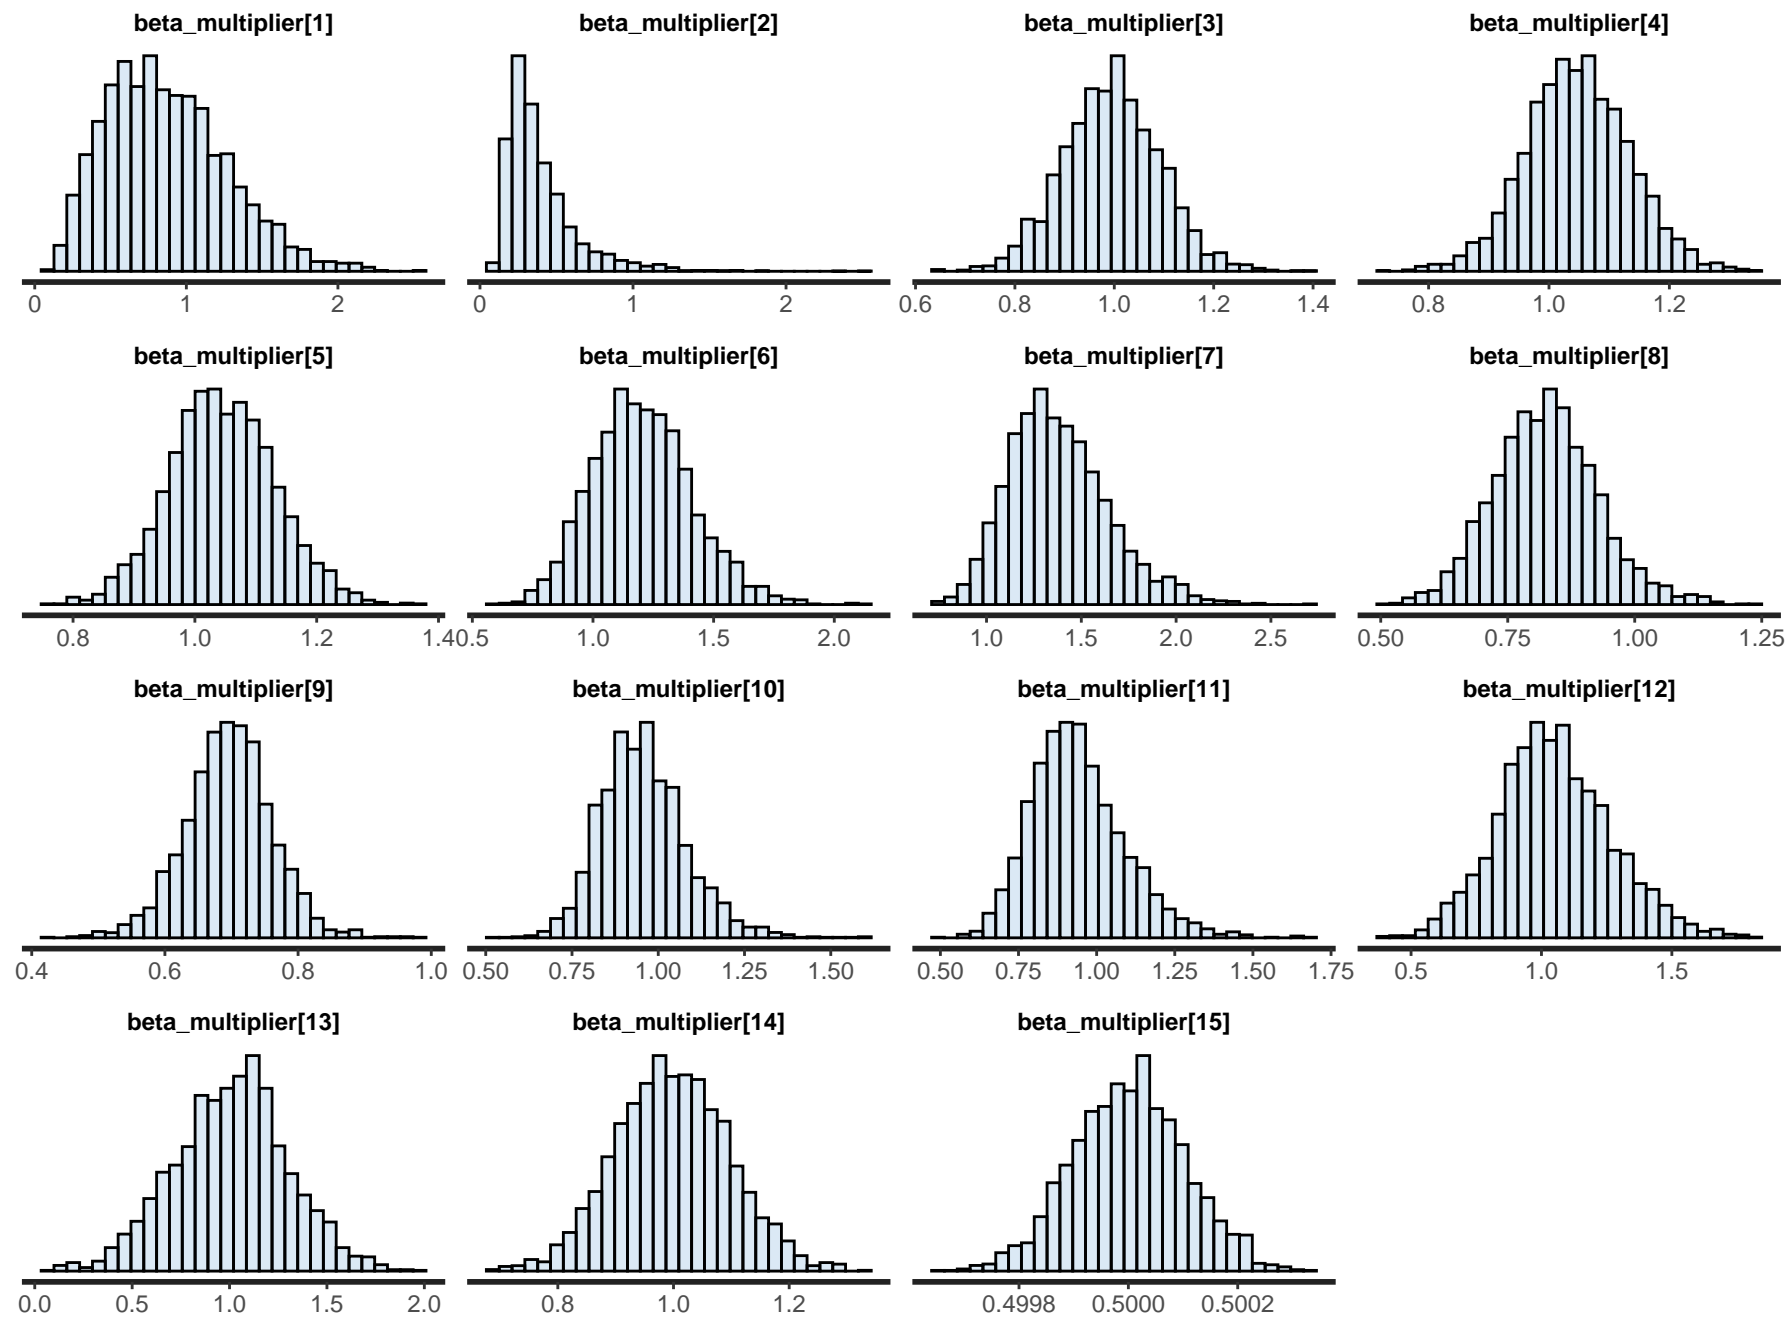 beta_multiplier[1] beta_multiplier[2] beta_multiplier[3] beta_multiplier[4]
0 1 2 0 1 2 0.6 0.8 1.0 1.2 1.4 0.8 1.0 1.2
beta_multiplier[5] beta_multiplier[6] beta_multiplier[7] beta_multiplier[8]
0.8 1.0 1.2 1.4 0.5 1.0 1.5 2.0 1.0 1.5 2.0 2.5 0.50 0.75 1.00 1.25
beta_multiplier[9] beta_multiplier[10] beta_multiplier[11] beta_multiplier[12]
0.4 0.6 0.8 1.0 0.50 0.75 1.00 1.25 1.50 0.50 0.75 1.00 1.25 1.50 1.75 0.5 1.0 1.5
beta_multiplier[13] beta_multiplier[14] beta_multiplier[15]
0.0 0.5 1.0 1.5 2.0 0.8 1.0 1.2 0.4998 0.5000 0.5002